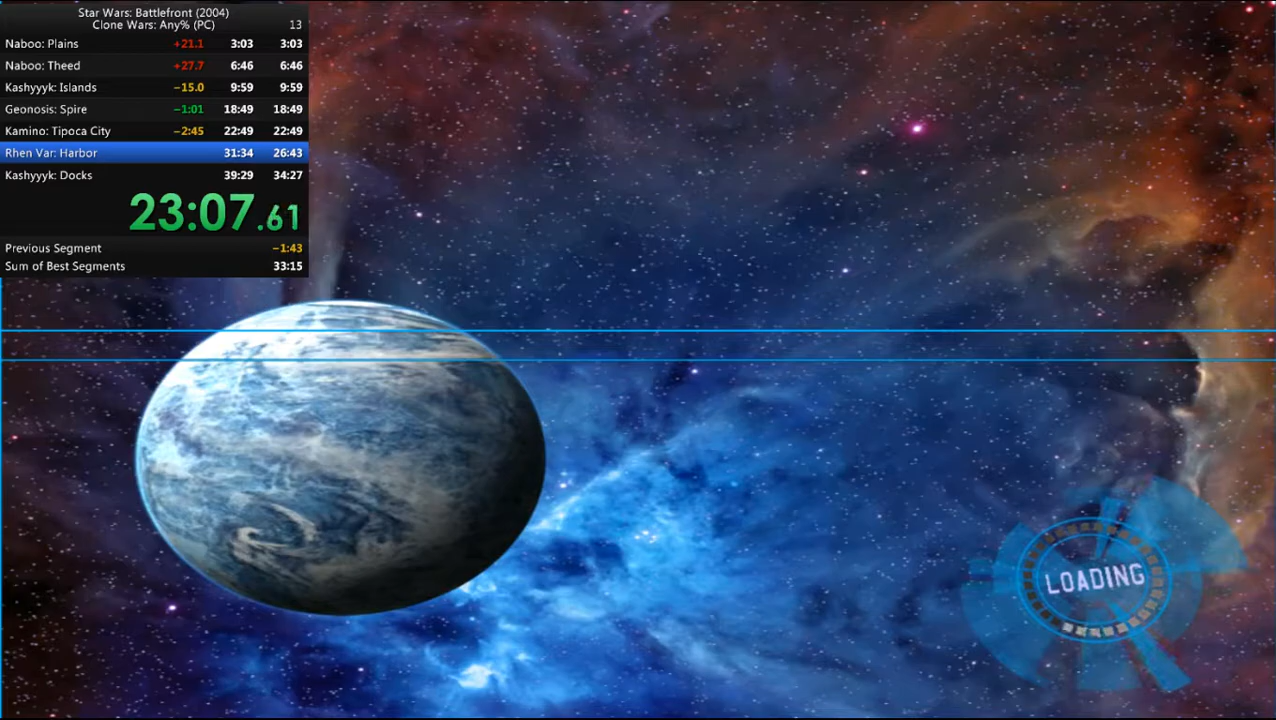 Star Wars: Battlefront (2004)
Clone Wars: Any% (PC) 13
Naboo: Plains +21.1 3:03 3:03
Naboo: Theed +27.7 6:46 6:46
Kashyyyk: Islands −15.0 9:59 9:59
Geonosis: Spire −1:01 18:49 18:49
Kamino: Tipoca City −2:45 22:49 22:49
Rhen Var: Harbor 31:34 26:43
Kashyyyk: Docks 39:29 34:27
23:07.61
Previous Segment −1:43
Sum of Best Segments 33:15
LOADING